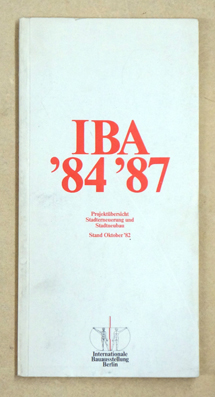 IBA
'84 '87
Projektübersicht
Stadterneuerung und
Stadtneubau
Stand Oktober '82
Internationale
Bauausstellung
Berlin